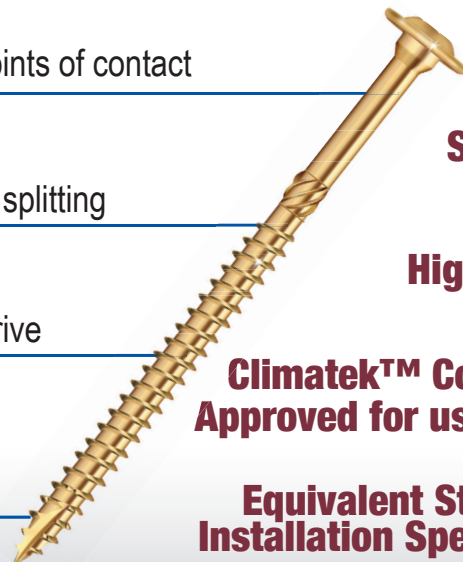 oints of contact
S
splitting
Hig
rive
Climatek™ Co
Approved for us
Equivalent St
Installation Spe